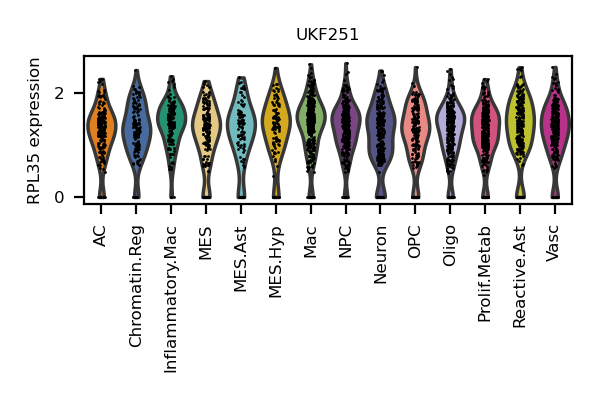 UKF251
RPL35 expression
2
0
AC
Chromatin.Reg
Inflammatory.Mac
MES
MES.Ast
MES.Hyp
Mac
NPC
Neuron
OPC
Oligo
Prolif.Metab
Reactive.Ast
Vasc